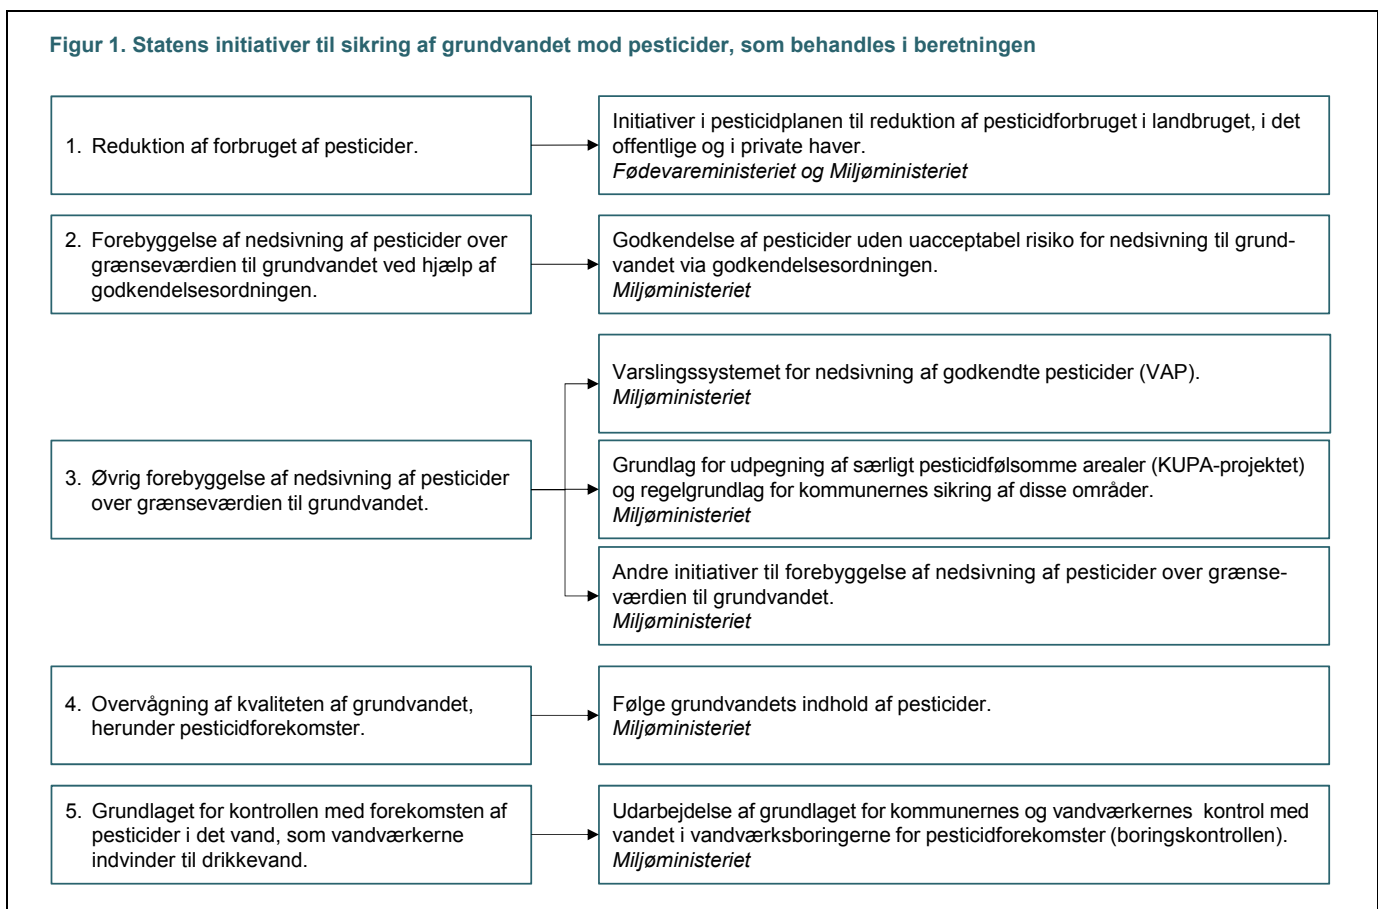 Figur 1. Statens initiativer til sikring af grundvandet mod pesticider, som behandles i beretningen
1. Reduktion af forbruget af pesticider.
Initiativer i pesticidplanen til reduktion af pesticidforbruget i landbruget, i det
offentlige og i private haver.
Fødevareministeriet og Miljøministeriet
2. Forebyggelse af nedsivning af pesticider over
grænseværdien til grundvandet ved hjælp af
godkendelsesordningen.
Godkendelse af pesticider uden uacceptabel risiko for nedsivning til grund-
vandet via godkendelsesordningen.
Miljøministeriet
3. Øvrig forebyggelse af nedsivning af pesticider
over grænseværdien til grundvandet.
Varslingssystemet for nedsivning af godkendte pesticider (VAP).
Miljøministeriet
Grundlag for udpegning af særligt pesticidfølsomme arealer (KUPA-projektet)
og regelgrundlag for kommunernes sikring af disse områder.
Miljøministeriet
Andre initiativer til forebyggelse af nedsivning af pesticider over grænse-
værdien til grundvandet.
Miljøministeriet
4. Overvågning af kvaliteten af grundvandet,
herunder pesticidforekomster.
Følge grundvandets indhold af pesticider.
Miljøministeriet
5. Grundlaget for kontrollen med forekomsten af
pesticider i det vand, som vandværkerne
indvinder til drikkevand.
Udarbejdelse af grundlaget for kommunernes og vandværkernes kontrol med
vandet i vandværksboringerne for pesticidforekomster (boringskontrollen).
Miljøministeriet